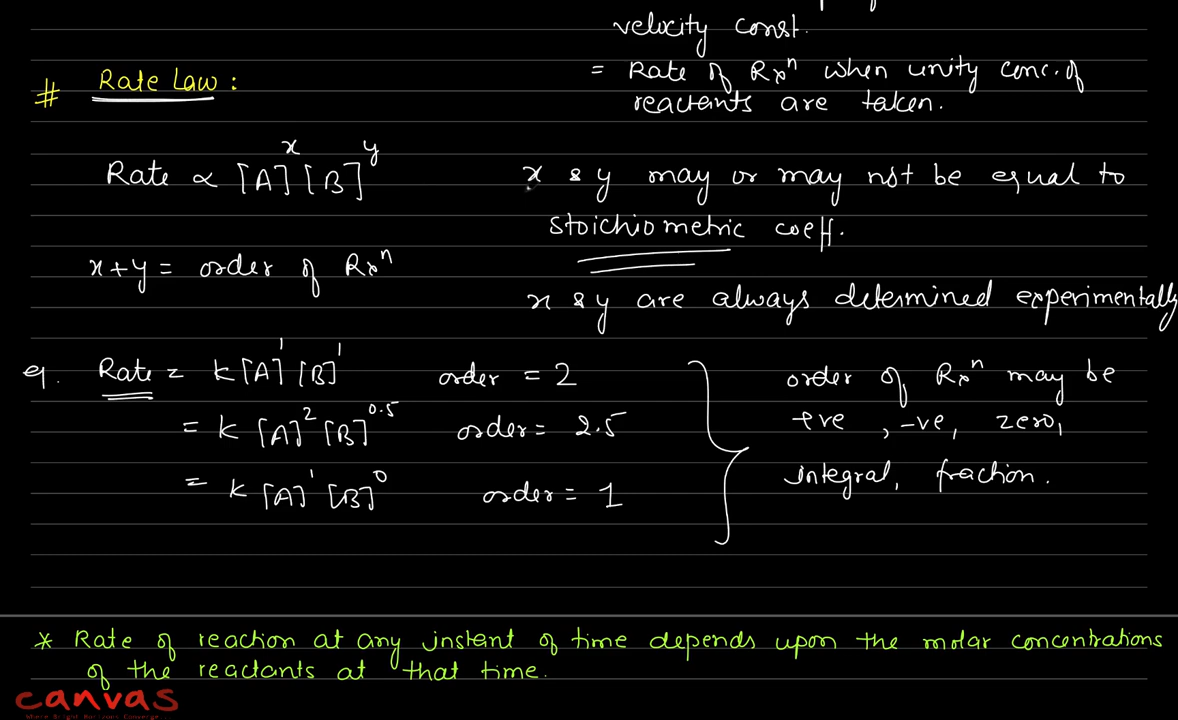 velocity const.
= Rate of Rxⁿ when unity conc. of
reactants are taken.
# Rate Law :
Rate ∝ [A]ˣ [B]ʸ
x & y may or may not be equal to
stoichiometric coeff.
x+y = order of Rxⁿ
x & y are always determined experimentally
eg. Rate = k[A]¹ [B]¹ order = 2
= k [A]² [B]⁰·⁵ order = 2.5
= k [A]¹ [B]⁰ order = 1
order of Rxⁿ may be
+ve, -ve, zero,
integral, fraction.
* Rate of reaction at any instant of time depends upon the molar concentrations
of the reactants at that time.
canvas